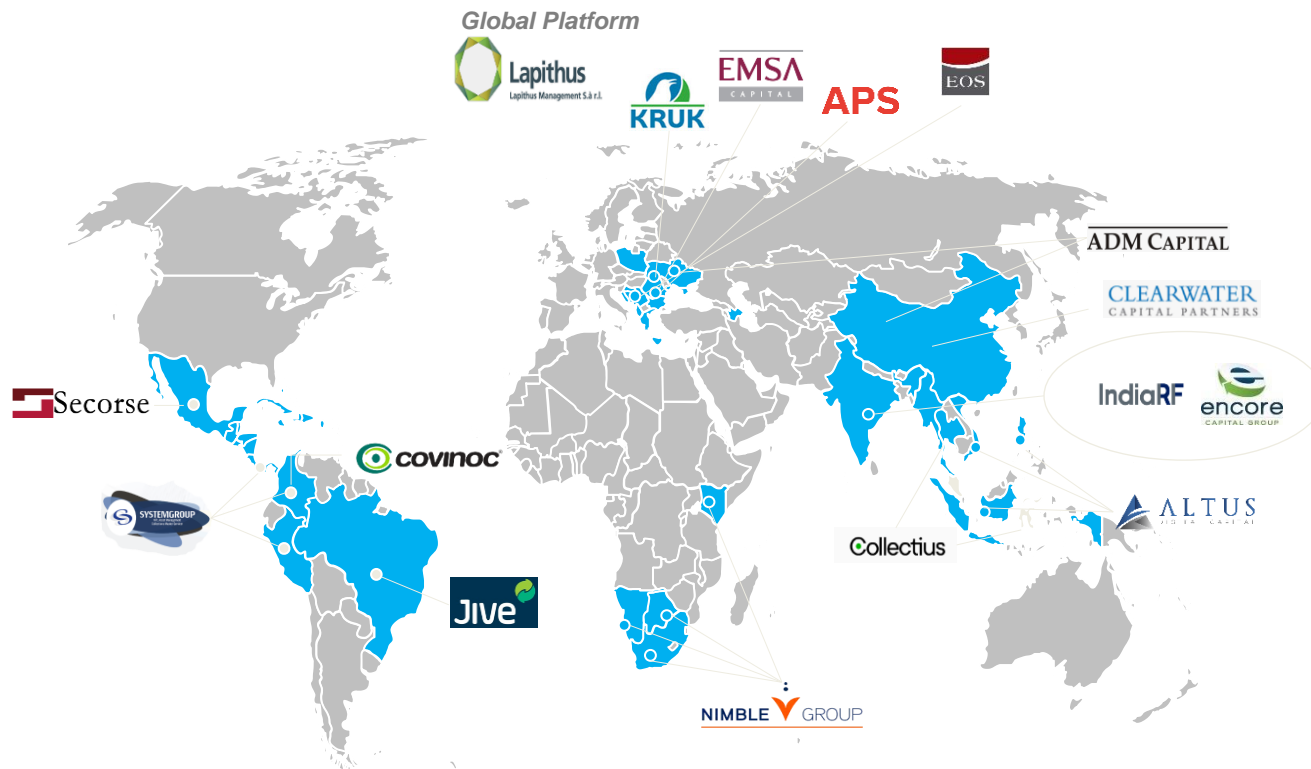 Global Platform
Lapithus
Lapithus Management S.à r.l.
KRUK
EMSA
CAPITAL
APS
EOS
ADM CAPITAL
CLEARWATER
CAPITAL PARTNERS
IndiaRF
encore
CAPITAL GROUP
Secorse
COVINOC
SYSTEMGROUP
ALTUS
Collectius
JIVE
NIMBLE GROUP